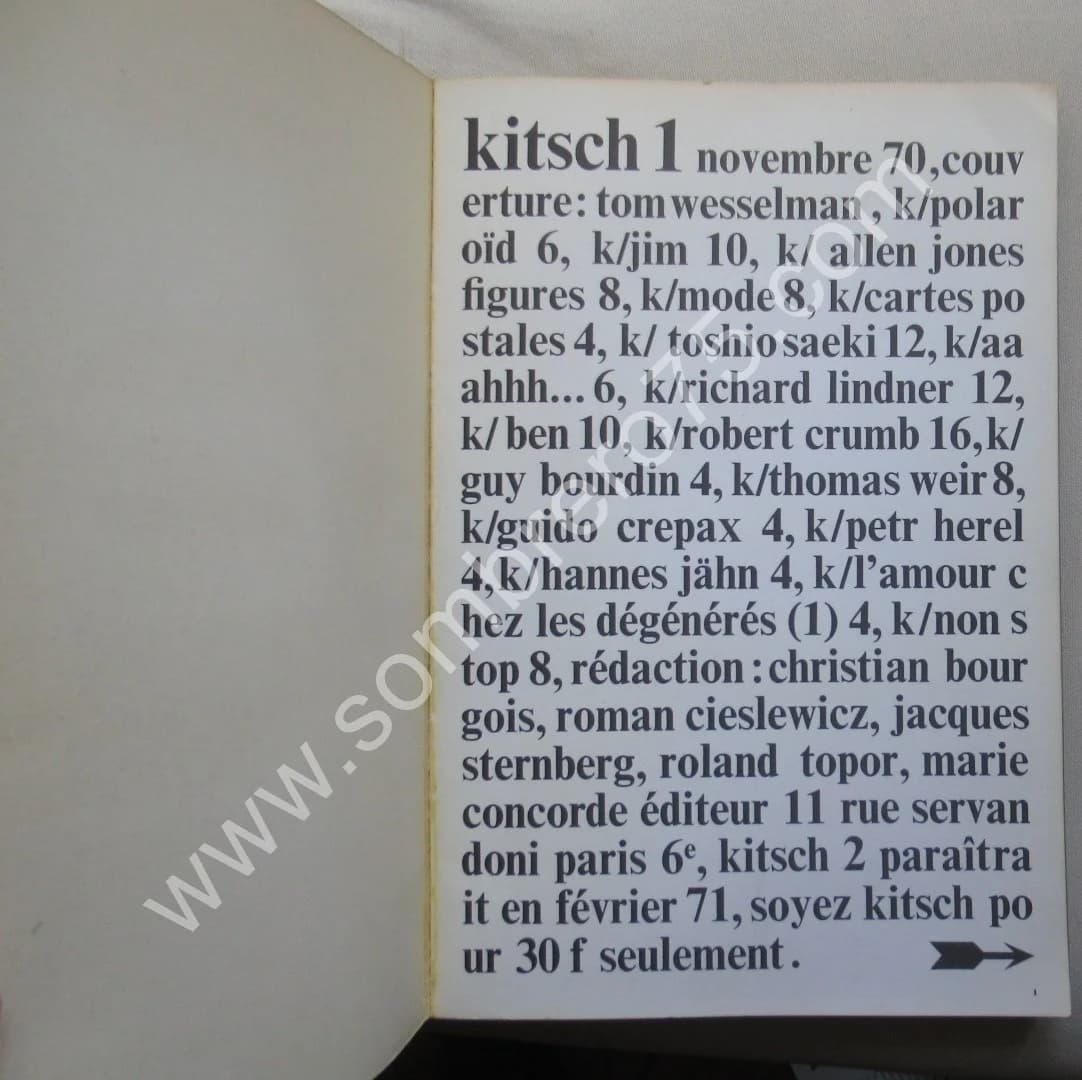 kitsch 1 novembre 70,couv
erture: tom wesselman, k/polar
oïd 6, k/jim 10, k/ allen jones
figures 8, k/mode 8, k/cartes po
stales 4, k/ toshio saeki 12, k/aa
ahhh... 6, k/richard lindner 12,
k/ ben 10, k/robert crumb 16,k/
guy bourdin 4, k/thomas weir 8,
k/guido crepax 4, k/petr herel
4,k/hannes jähn 4, k/l'amour c
hez les dégénérés (1) 4, k/non s
top 8, rédaction : christian bour
gois, roman cieslewicz, jacques
sternberg, roland topor, marie
concorde éditeur 11 rue servan
doni paris 6e, kitsch 2 paraîtra
it en février 71, soyez kitsch po
ur 30 f seulement.
1
www.sombrero75.com